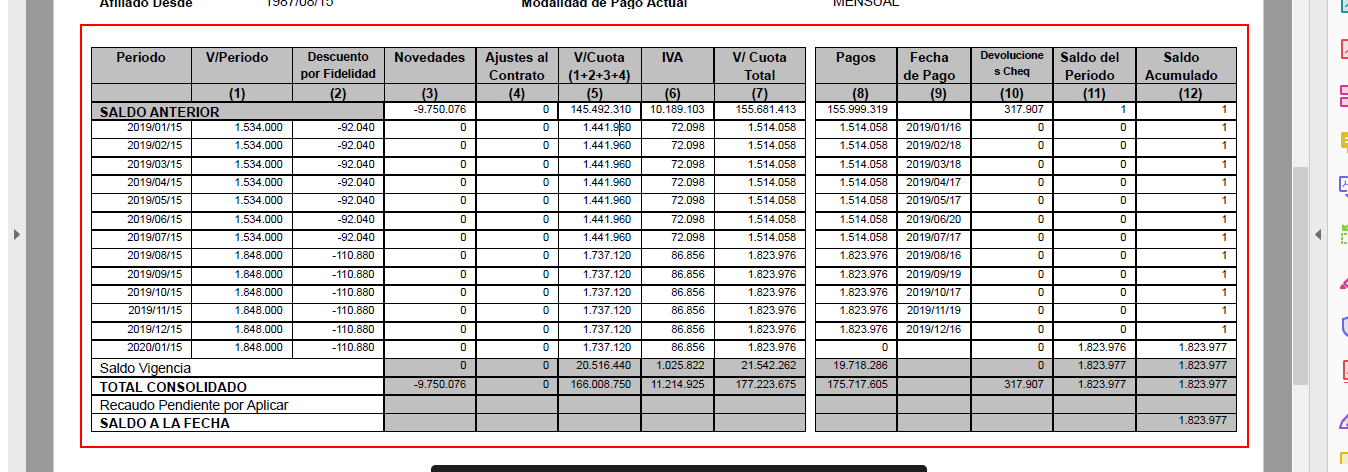 Afiliado Desde 1987/08/15 Modalidad de Pago Actual MENSUAL
Período V/Periodo Descuento por Fidelidad Novedades Ajustes al Contrato V/Cuota (1+2+3+4) IVA V/ Cuota Total Pagos Fecha de Pago Devolucione s Cheq Saldo del Período Saldo Acumulado
(1) (2) (3) (4) (5) (6) (7) (8) (9) (10) (11) (12)
SALDO ANTERIOR -9.750.076 0 145.492.310 10.189.103 155.681.413 155.999.319 317.907 1 1
2019/01/15 1.534.000 -92.040 0 0 1.441.960 72.098 1.514.058 1.514.058 2019/01/16 0 0 1
2019/02/15 1.534.000 -92.040 0 0 1.441.960 72.098 1.514.058 1.514.058 2019/02/18 0 0 1
2019/03/15 1.534.000 -92.040 0 0 1.441.960 72.098 1.514.058 1.514.058 2019/03/18 0 0 1
2019/04/15 1.534.000 -92.040 0 0 1.441.960 72.098 1.514.058 1.514.058 2019/04/17 0 0 1
2019/05/15 1.534.000 -92.040 0 0 1.441.960 72.098 1.514.058 1.514.058 2019/05/17 0 0 1
2019/06/15 1.534.000 -92.040 0 0 1.441.960 72.098 1.514.058 1.514.058 2019/06/20 0 0 1
2019/07/15 1.534.000 -92.040 0 0 1.441.960 72.098 1.514.058 1.514.058 2019/07/17 0 0 1
2019/08/15 1.848.000 -110.880 0 0 1.737.120 86.856 1.823.976 1.823.976 2019/08/16 0 0 1
2019/09/15 1.848.000 -110.880 0 0 1.737.120 86.856 1.823.976 1.823.976 2019/09/19 0 0 1
2019/10/15 1.848.000 -110.880 0 0 1.737.120 86.856 1.823.976 1.823.976 2019/10/17 0 0 1
2019/11/15 1.848.000 -110.880 0 0 1.737.120 86.856 1.823.976 1.823.976 2019/11/19 0 0 1
2019/12/15 1.848.000 -110.880 0 0 1.737.120 86.856 1.823.976 1.823.976 2019/12/16 0 0 1
2020/01/15 1.848.000 -110.880 0 0 1.737.120 86.856 1.823.976 0 0 1.823.976 1.823.977
Saldo Vigencia 0 0 20.516.440 1.025.822 21.542.262 19.718.286 0 1.823.977 1.823.977
TOTAL CONSOLIDADO -9.750.076 0 166.008.750 11.214.925 177.223.675 175.717.605 317.907 1.823.977 1.823.977
Recaudo Pendiente por Aplicar
SALDO A LA FECHA 1.823.977